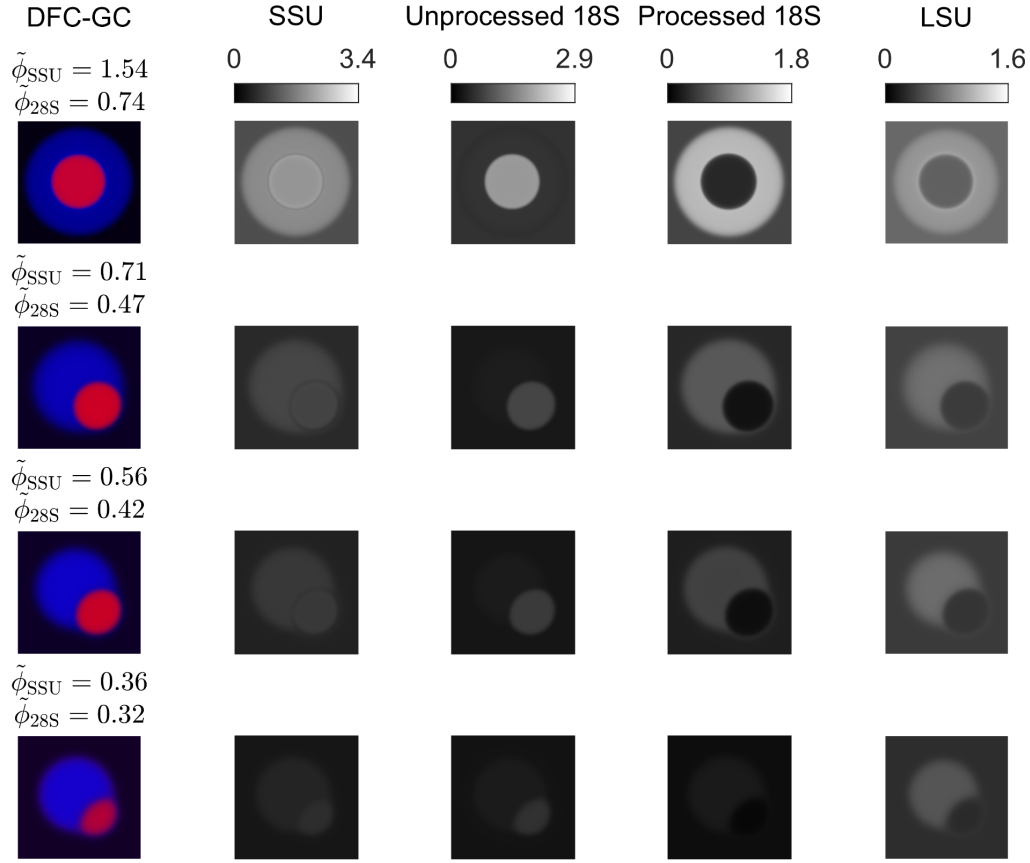 DFC-GC SSU Unprocessed 18S Processed 18S LSU
0 3.4 0 2.9 0 1.8 0 1.6
ϕ̃SSU = 1.54
ϕ̃28S = 0.74
ϕ̃SSU = 0.71
ϕ̃28S = 0.47
ϕ̃SSU = 0.56
ϕ̃28S = 0.42
ϕ̃SSU = 0.36
ϕ̃28S = 0.32